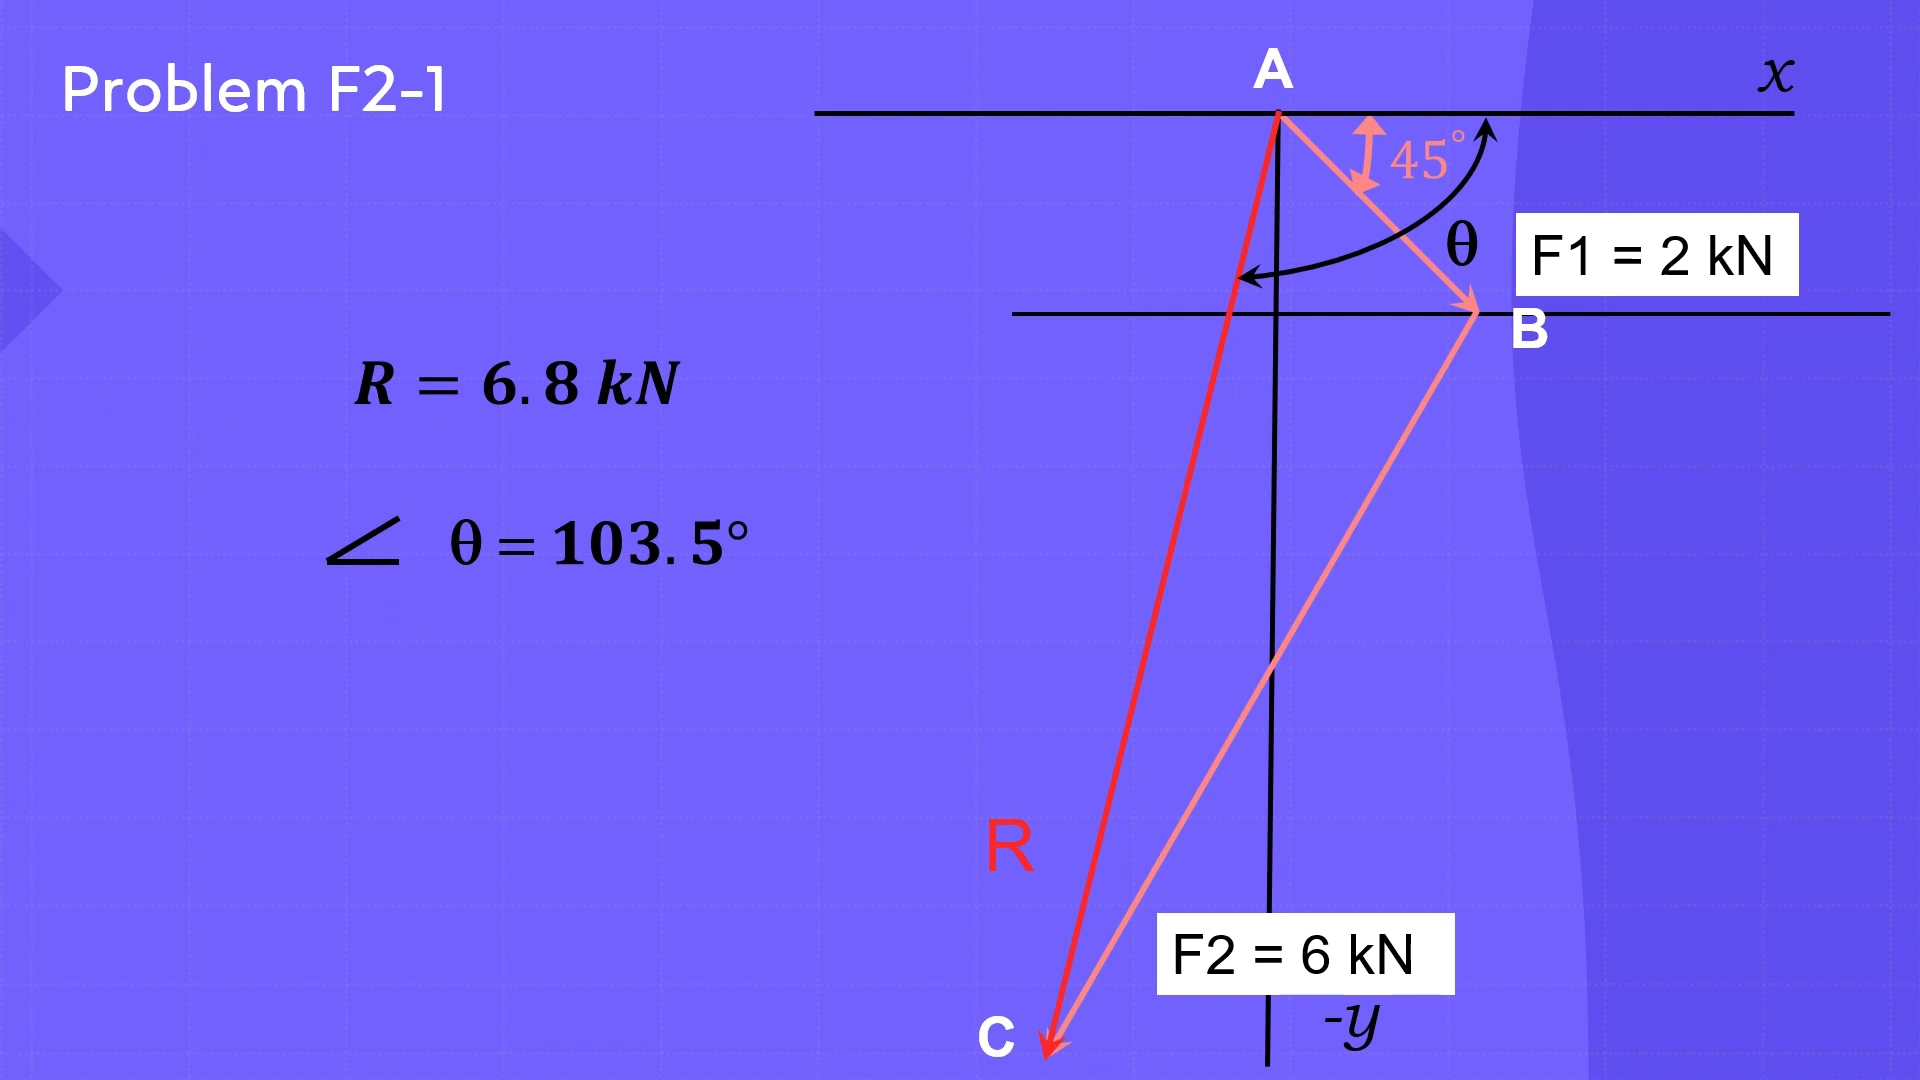 Problem F2-1
A
x
45°
θ
F1 = 2 kN
B
R = 6.8 kN
∠ θ = 103.5°
R
F2 = 6 kN
C
-y